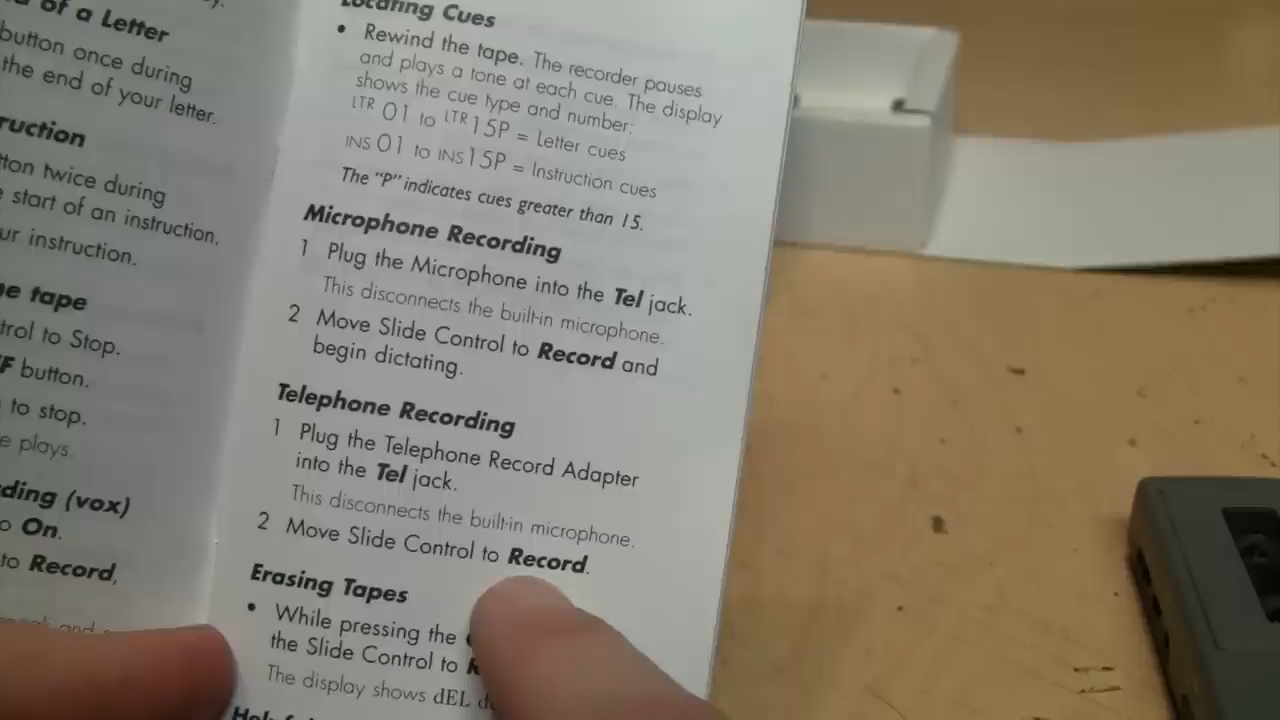 of a Letter
button once during
the end of your letter.
button twice during
start of an instruction.
instruction.
tape
to Stop.
button.
to stop.
plays.
(vox)
On.
to Record,
Locating Cues
• Rewind the tape. The recorder pauses
and plays a tone at each cue. The display
shows the cue type and number:
LTR 01 to LTR 15P = Letter cues
INS 01 to INS 15P = Instruction cues
The "P" indicates cues greater than 15.
Microphone Recording
1 Plug the Microphone into the Tel jack.
This disconnects the built-in microphone.
2 Move Slide Control to Record and
begin dictating.
Telephone Recording
1 Plug the Telephone Record Adapter
into the Tel jack.
This disconnects the built-in microphone.
2 Move Slide Control to Record.
Erasing Tapes
• While pressing the
the Slide Control to
The display shows dEL